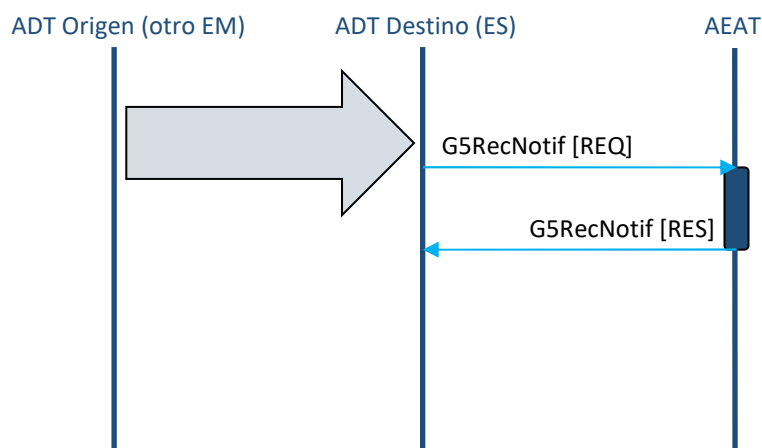 ADT Origen (otro EM) ADT Destino (ES) AEAT
G5RecNotif [REQ]
G5RecNotif [RES]